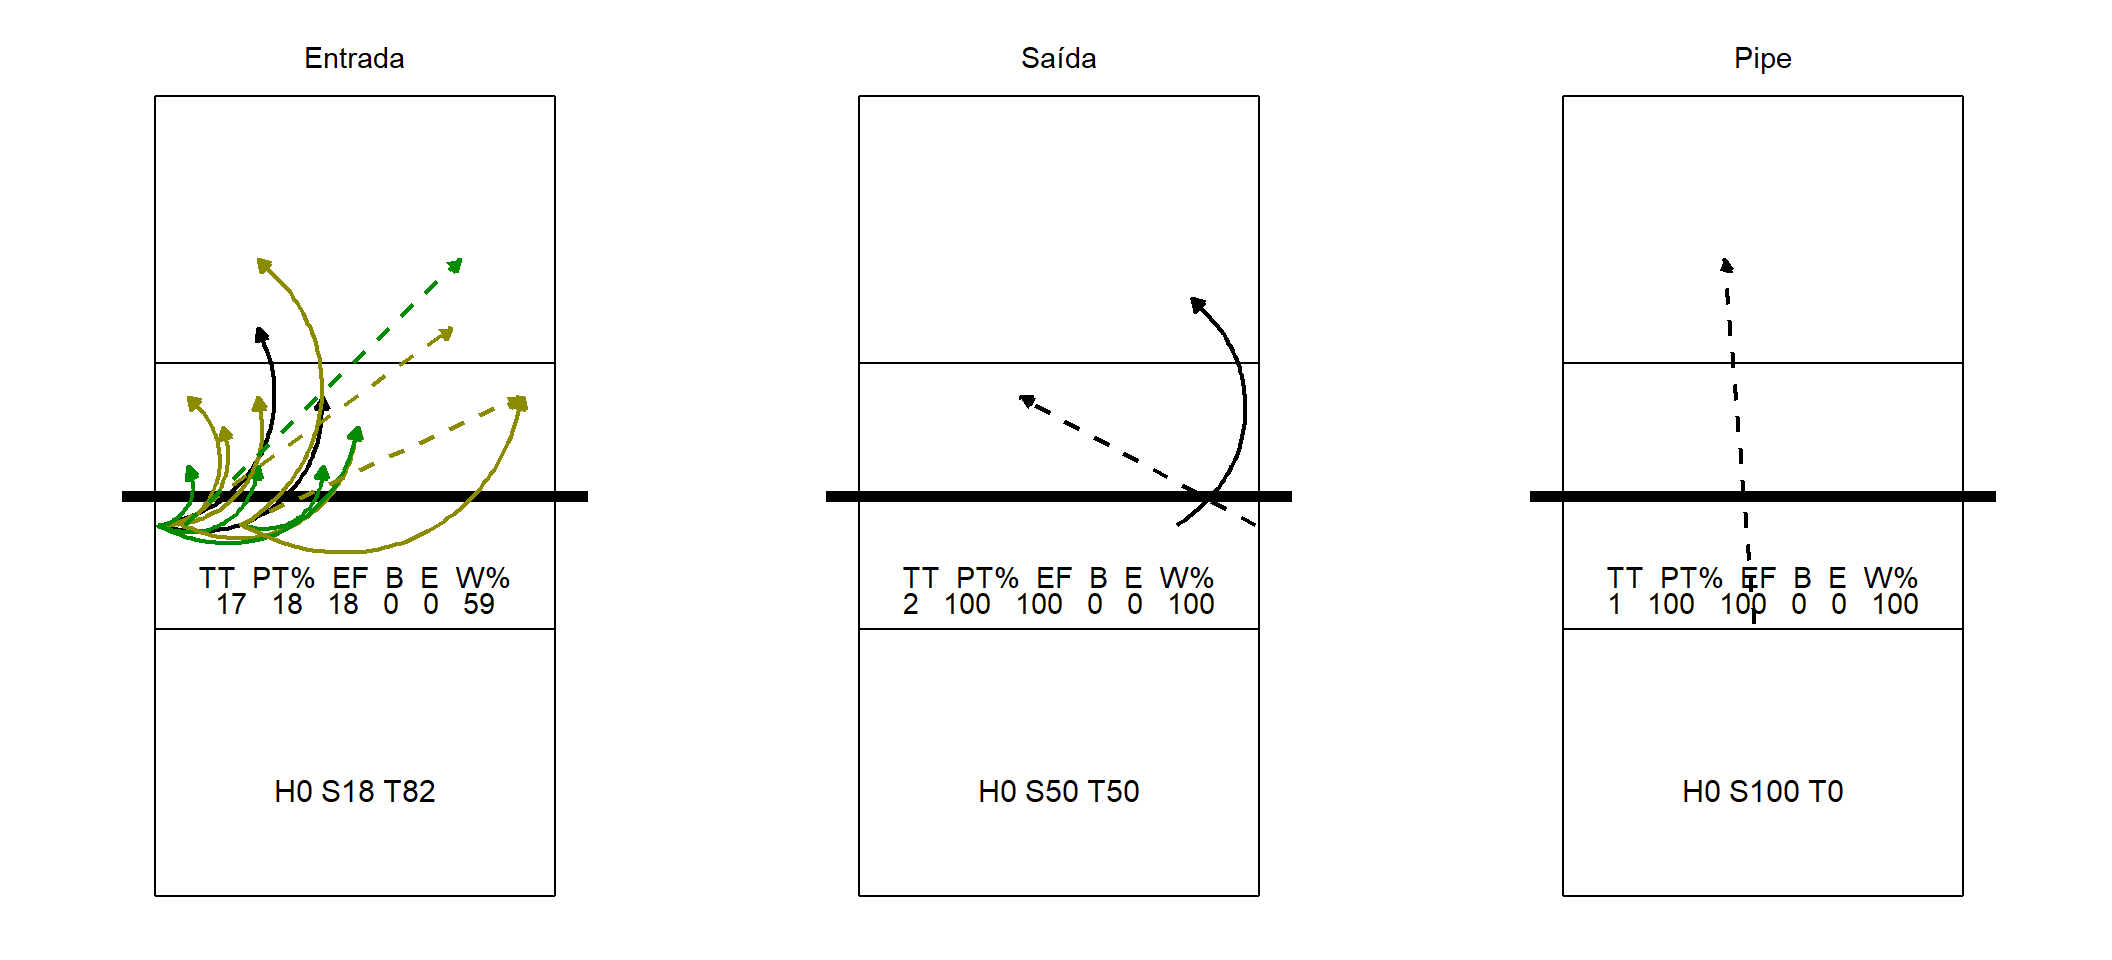 Entrada
TT PT% EF B E W%
17 18 18 0 0 59
H0 S18 T82
Saída
TT PT% EF B E W%
2 100 100 0 0 100
H0 S50 T50
Pipe
TT PT% EF B E W%
1 100 100 0 0 100
H0 S100 T0